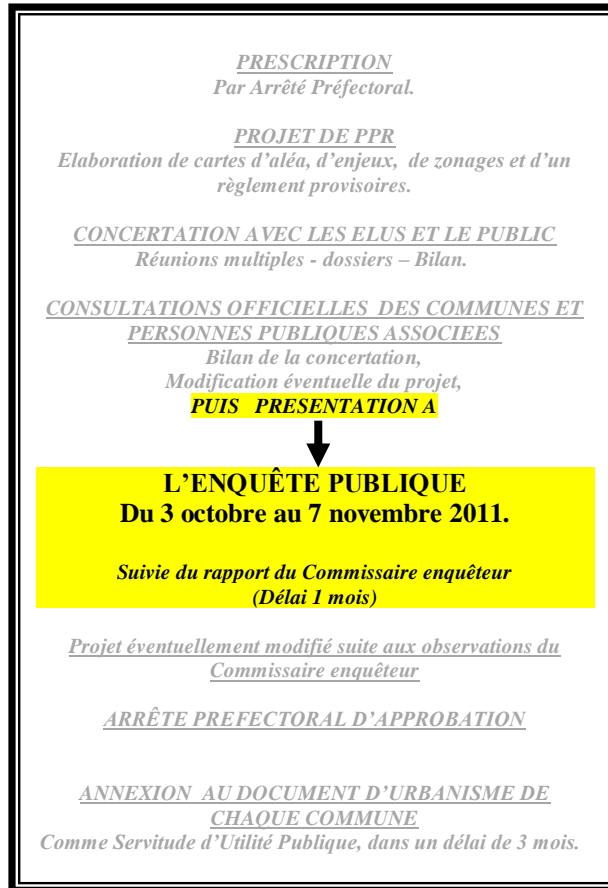 PRESCRIPTION
Par Arrêté Préfectoral.
PROJET DE PPR
Elaboration de cartes d'aléa, d'enjeux, de zonages et d'un
règlement provisoires.
CONCERTATION AVEC LES ELUS ET LE PUBLIC
Réunions multiples - dossiers – Bilan.
CONSULTATIONS OFFICIELLES DES COMMUNES ET
PERSONNES PUBLIQUES ASSOCIEES
Bilan de la concertation,
Modification éventuelle du projet,
PUIS PRESENTATION A
L'ENQUÊTE PUBLIQUE
Du 3 octobre au 7 novembre 2011.
Suivie du rapport du Commissaire enquêteur
(Délai 1 mois)
Projet éventuellement modifié suite aux observations du
Commissaire enquêteur
ARRÊTE PREFECTORAL D'APPROBATION
ANNEXION AU DOCUMENT D'URBANISME DE
CHAQUE COMMUNE
Comme Servitude d'Utilité Publique, dans un délai de 3 mois.